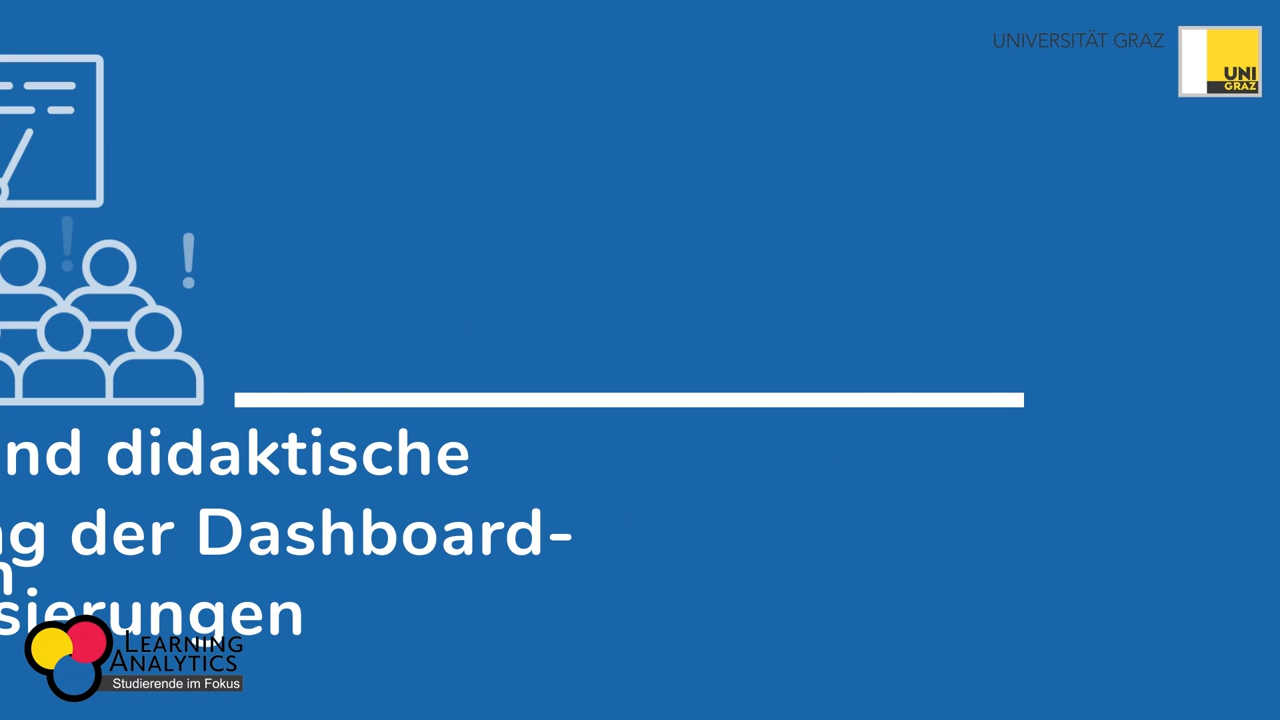 UNIVERSITÄT GRAZ
UNI
GRAZ
nd didaktische
g der Dashboard-
sierungen
LEARNING
ANALYTICS
Studierende im Fokus